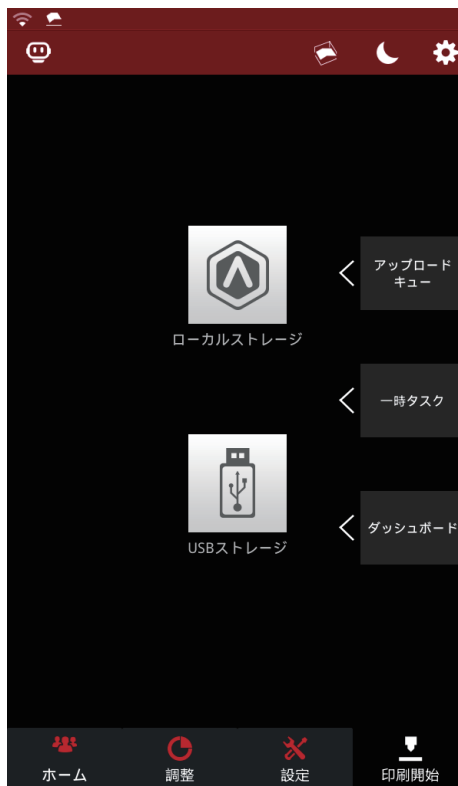 アップロード
キュー
ローカルストレージ
一時タスク
ダッシュボード
USBストレージ
ホーム
調整
設定
印刷開始